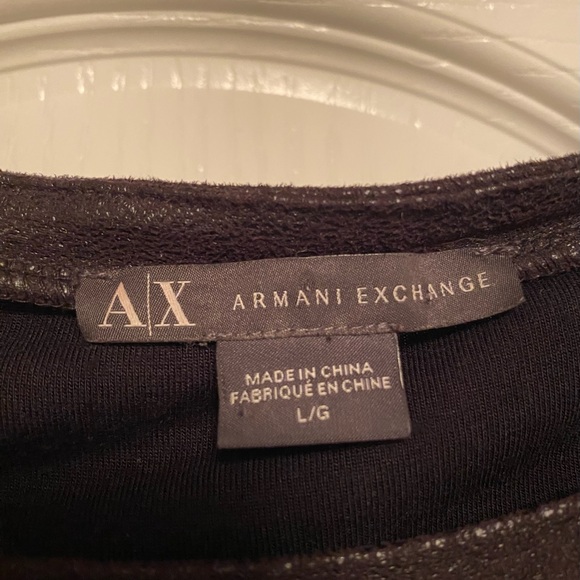 A|X ARMANI EXCHANGE
MADE IN CHINA
FABRIQUÉ EN CHINE
L/G